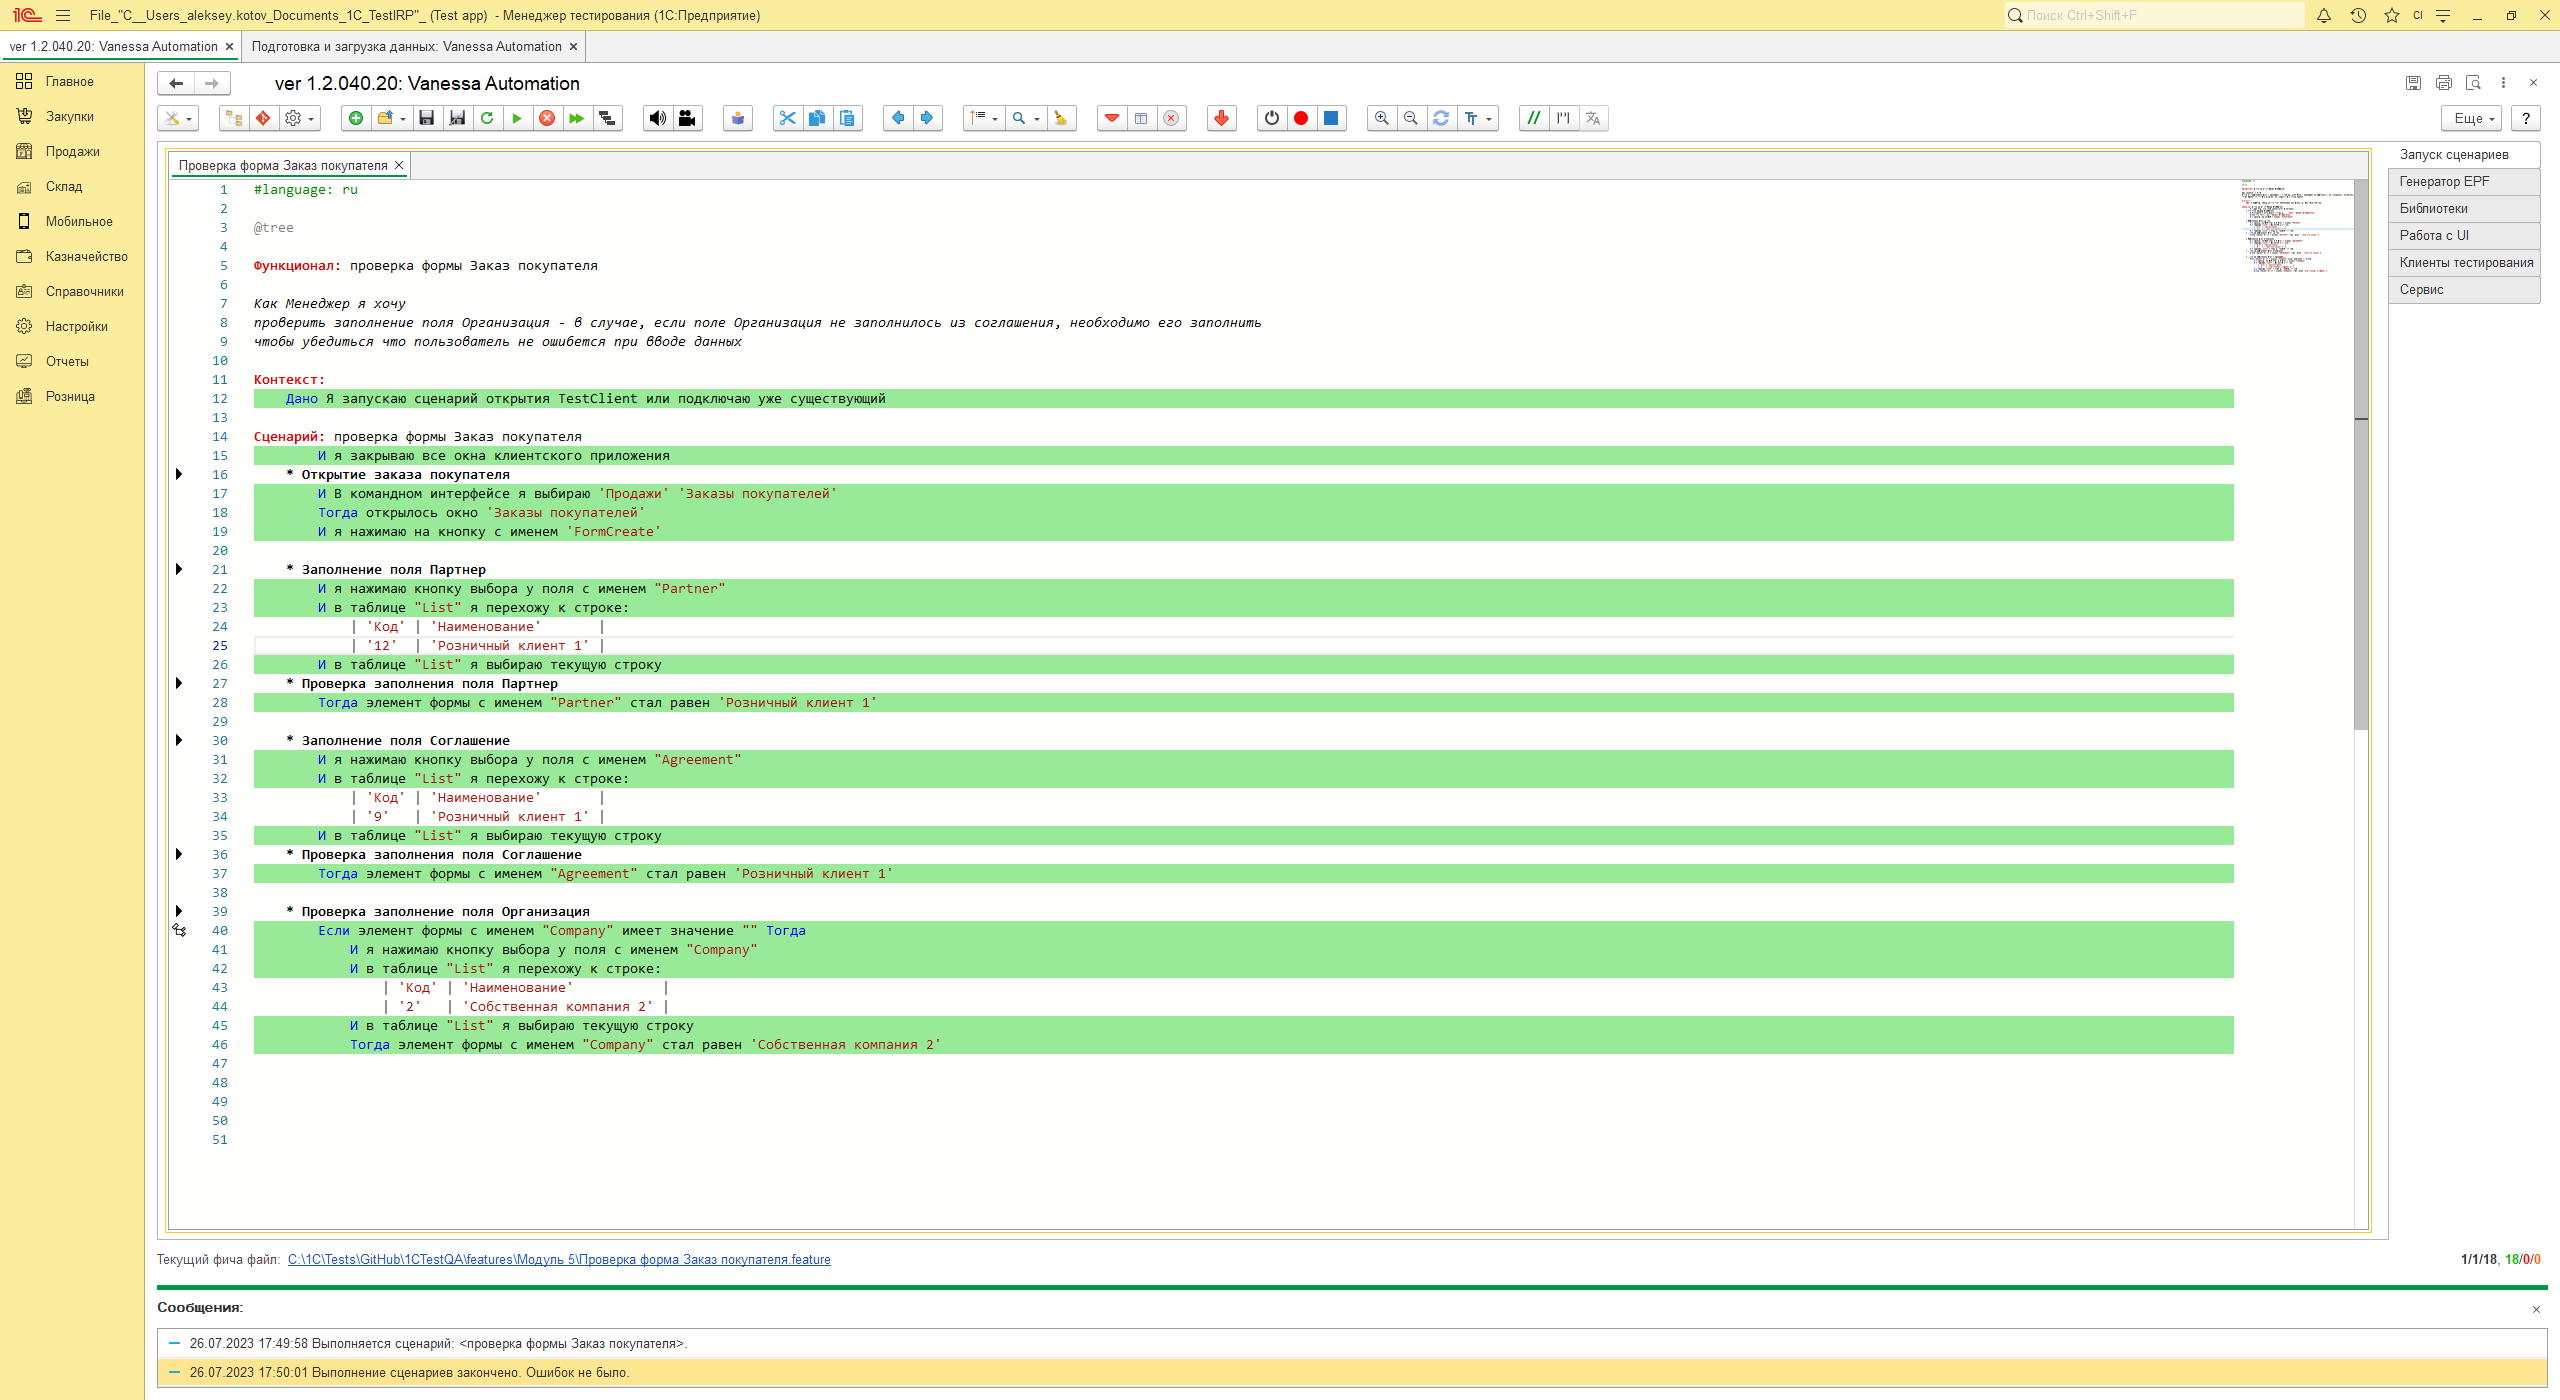 File_"C__Users_aleksey.kotov_Documents_1C_TestIRP"_ (Test app) - Менеджер тестирования (1С:Предприятие)
Поиск Ctrl+Shift+F
CI
ver 1.2.040.20: Vanessa Automation
Подготовка и загрузка данных: Vanessa Automation
Главное
Закупки
Продажи
Склад
Мобильное
Казначейство
Справочники
Настройки
Отчеты
Розница
ver 1.2.040.20: Vanessa Automation
Еще
?
Проверка форма Заказ покупателя
Запуск сценариев
Генератор EPF
Библиотеки
Работа с UI
Клиенты тестирования
Сервис
1 #language: ru
2
3 @tree
4
5 Функционал: проверка формы Заказ покупателя
6
7 Как Менеджер я хочу
8 проверить заполнение поля Организация - в случае, если поле Организация не заполнилось из соглашения, необходимо его заполнить
9 чтобы убедиться что пользователь не ошибется при вводе данных
10
11 Контекст:
12 Дано Я запускаю сценарий открытия TestClient или подключаю уже существующий
13
14 Сценарий: проверка формы Заказ покупателя
15 И я закрываю все окна клиентского приложения
16 * Открытие заказа покупателя
17 И В командном интерфейсе я выбираю 'Продажи' 'Заказы покупателей'
18 Тогда открылось окно 'Заказы покупателей'
19 И я нажимаю на кнопку с именем 'FormCreate'
20
21 * Заполнение поля Партнер
22 И я нажимаю кнопку выбора у поля с именем "Partner"
23 И в таблице "List" я перехожу к строке:
24 | 'Код' | 'Наименование' |
25 | '12' | 'Розничный клиент 1' |
26 И в таблице "List" я выбираю текущую строку
27 * Проверка заполнения поля Партнер
28 Тогда элемент формы с именем "Partner" стал равен 'Розничный клиент 1'
29
30 * Заполнение поля Соглашение
31 И я нажимаю кнопку выбора у поля с именем "Agreement"
32 И в таблице "List" я перехожу к строке:
33 | 'Код' | 'Наименование' |
34 | '9' | 'Розничный клиент 1' |
35 И в таблице "List" я выбираю текущую строку
36 * Проверка заполнения поля Соглашение
37 Тогда элемент формы с именем "Agreement" стал равен 'Розничный клиент 1'
38
39 * Проверка заполнение поля Организация
40 Если элемент формы с именем "Company" имеет значение "" Тогда
41 И я нажимаю кнопку выбора у поля с именем "Company"
42 И в таблице "List" я перехожу к строке:
43 | 'Код' | 'Наименование' |
44 | '2' | 'Собственная компания 2' |
45 И в таблице "List" я выбираю текущую строку
46 Тогда элемент формы с именем "Company" стал равен 'Собственная компания 2'
47
48
49
50
51
Текущий фича файл: C:\1C\Tests\GitHub\1CTestQA\features\Модуль 5\Проверка форма Заказ покупателя.feature
1/1/18, 18/0/0
Сообщения:
26.07.2023 17:49:58 Выполняется сценарий: <проверка формы Заказ покупателя>.
26.07.2023 17:50:01 Выполнение сценариев закончено. Ошибок не было.